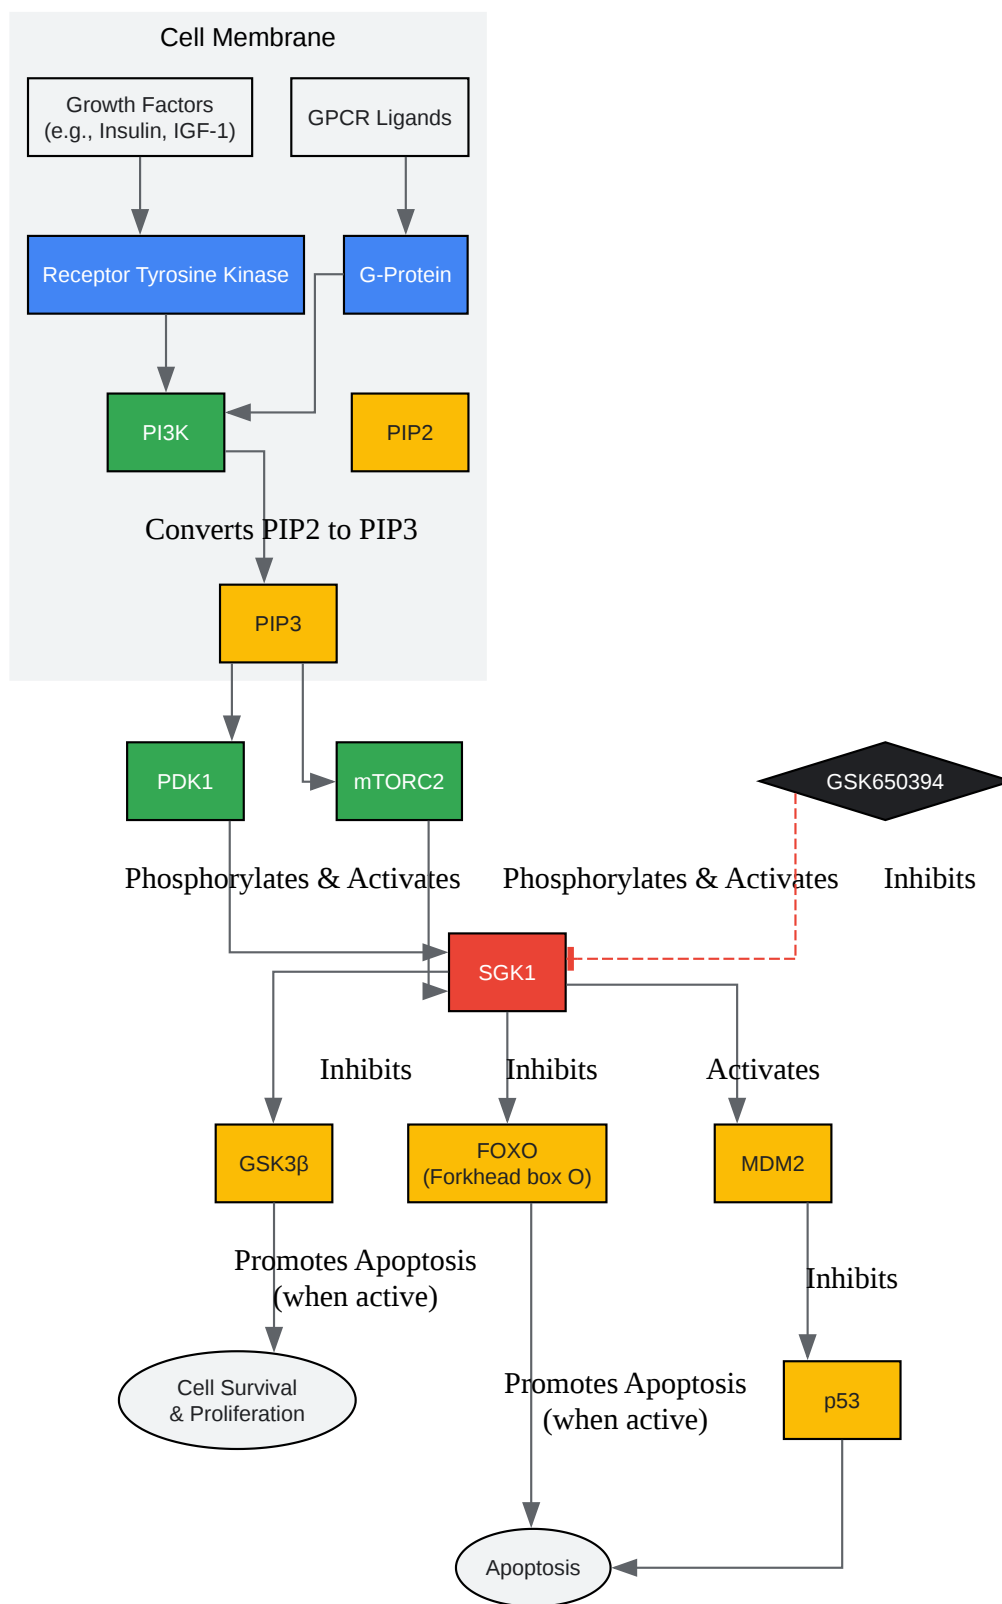 Cell Membrane
Growth Factors
(e.g., Insulin, IGF-1)
GPCR Ligands
Receptor Tyrosine Kinase
G-Protein
PI3K
PIP2
Converts PIP2 to PIP3
PIP3
PDK1
mTORC2
GSK650394
Phosphorylates & Activates
Phosphorylates & Activates
Inhibits
SGK1
Inhibits
Inhibits
Activates
GSK3β
FOXO
(Forkhead box O)
MDM2
Promotes Apoptosis
(when active)
Inhibits
Cell Survival
& Proliferation
Promotes Apoptosis
(when active)
p53
Apoptosis